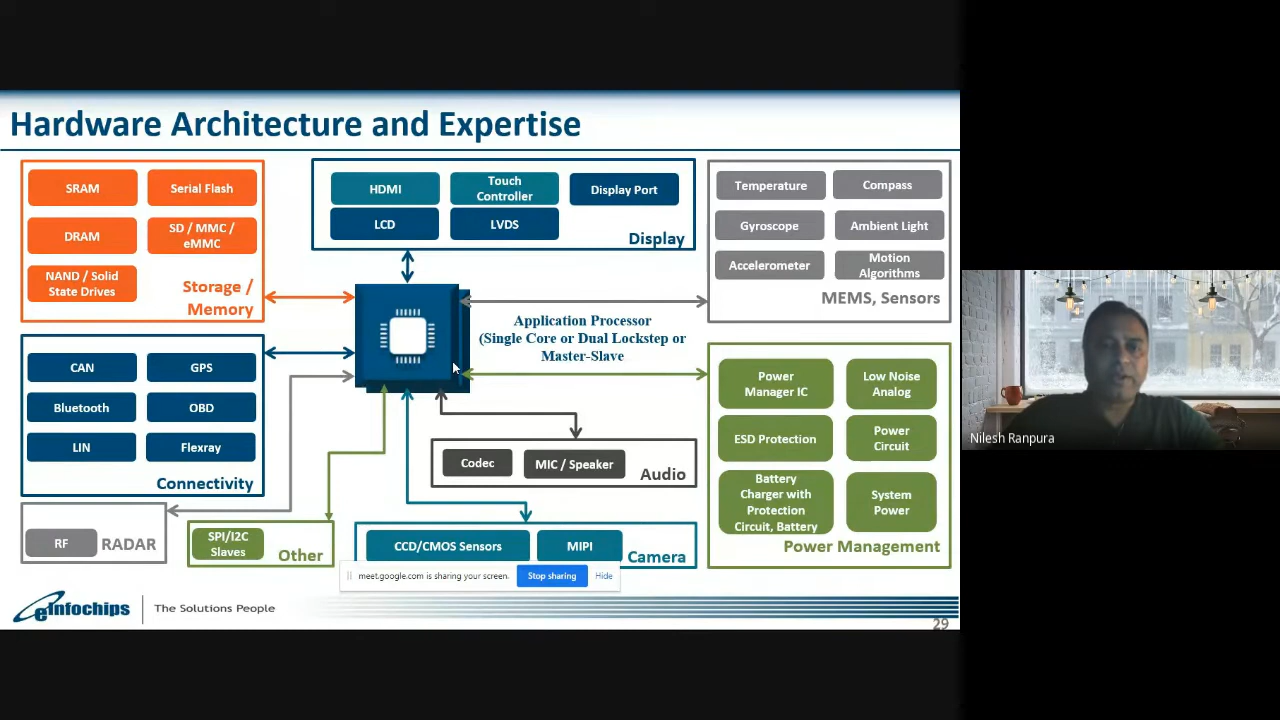 Hardware Architecture and Expertise
SRAM
Serial Flash
DRAM
SD / MMC /
eMMC
NAND / Solid
State Drives
Storage /
Memory
HDMI
Touch
Controller
Display Port
LCD
LVDS
Display
Temperature
Compass
Gyroscope
Ambient Light
Accelerometer
Motion
Algorithms
MEMS, Sensors
Application Processor
(Single Core or Dual Lockstep or
Master-Slave
CAN
GPS
Bluetooth
OBD
LIN
Flexray
Connectivity
Power
Manager IC
Low Noise
Analog
ESD Protection
Power
Circuit
Battery
Charger with
Protection
Circuit, Battery
System
Power
Power Management
Codec
MIC / Speaker
Audio
RF
RADAR
SPI/I2C
Slaves
Other
CCD/CMOS Sensors
MIPI
Camera
meet.google.com is sharing your screen.
Stop sharing
Hide
eInfochips
The Solutions People
29
Nilesh Ranpura